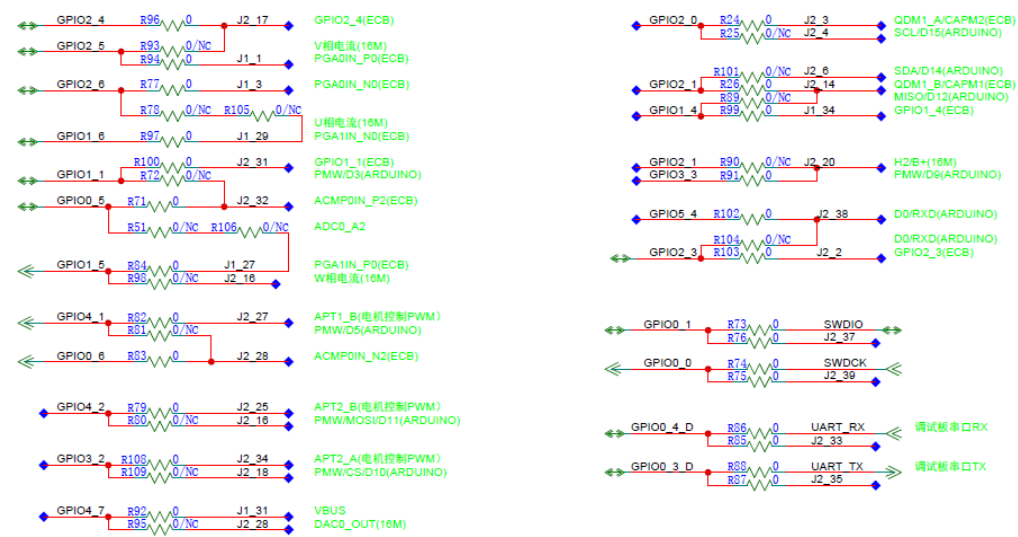 GPIO2_4 R96 0 J2_17 GPIO2_4(ECB)
GPIO2_5 R93 0/NC V相电流(16M)
R94 0 J1_1 PGA0IN_P0(ECB)
GPIO2_6 R77 0 J1_3 PGA0IN_N0(ECB)
R78 0/NC R105 0/NC
U相电流(16M)
GPIO1_6 R97 0 J1_29 PGA1IN_N0(ECB)
R100 0 J2_31 GPIO1_1(ECB)
GPIO1_1 R72 0/NC PMW/D3(ARDUINO)
GPIO0_5 R71 0 J2_32 ACMP0IN_P2(ECB)
R51 0/NC R106 0/NC ADC0_A2
GPIO1_5 R84 0 J1_27 PGA1IN_P0(ECB)
R98 0/NC J2_16 W相电流(16M)
GPIO4_1 R82 0 J2_27 APT1_B(电机控制PWM)
R81 0/NC PMW/D5(ARDUINO)
GPIO0_6 R83 0 J2_28 ACMP0IN_N2(ECB)
GPIO4_2 R79 0 J2_25 APT2_B(电机控制PWM)
R80 0/NC J2_16 PMW/MOSI/D11(ARDUINO)
GPIO3_2 R108 0 J2_34 APT2_A(电机控制PWM)
R109 0/NC J2_18 PMW/CS/D10(ARDUINO)
GPIO4_7 R92 0 J1_31 VBUS
R95 0/NC J2_28 DAC0_OUT(16M)
GPIO2_0 R24 0 J2_3 QDM1_A/CAPM2(ECB)
R25 0/NC J2_4 SCL/D15(ARDUINO)
R101 0/NC J2_6 SDA/D14(ARDUINO)
GPIO2_1 R26 0 J2_14 QDM1_B/CAPM1(ECB)
R89 0/NC MISO/D12(ARDUINO)
GPIO1_4 R99 0 J1_34 GPIO1_4(ECB)
GPIO2_1 R90 0/NC J2_20 H2/B+(16M)
GPIO3_3 R91 0 PMW/D9(ARDUINO)
GPIO5_4 R102 0 J2_38 D0/RXD(ARDUINO)
R104 0/NC D0/RXD(ARDUINO)
GPIO2_3 R103 0 J2_2 GPIO2_3(ECB)
GPIO0_1 R73 0 SWDIO
R76 0 J2_37
GPIO0_0 R74 0 SWDCK
R75 0 J2_39
GPIO0_4_D R86 0 UART_RX 调试板串口RX
R85 0 J2_33
GPIO0_3_D R88 0 UART_TX 调试板串口TX
R87 0 J2_35